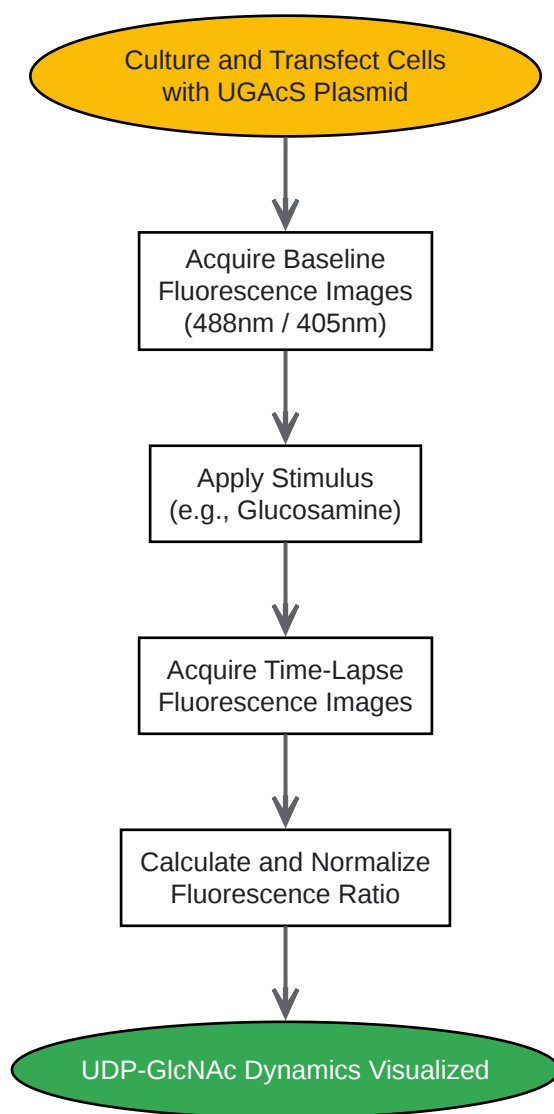 Culture and Transfect Cells
with UGAcS Plasmid
Acquire Baseline
Fluorescence Images
(488nm / 405nm)
Apply Stimulus
(e.g., Glucosamine)
Acquire Time-Lapse
Fluorescence Images
Calculate and Normalize
Fluorescence Ratio
UDP-GlcNAc Dynamics Visualized